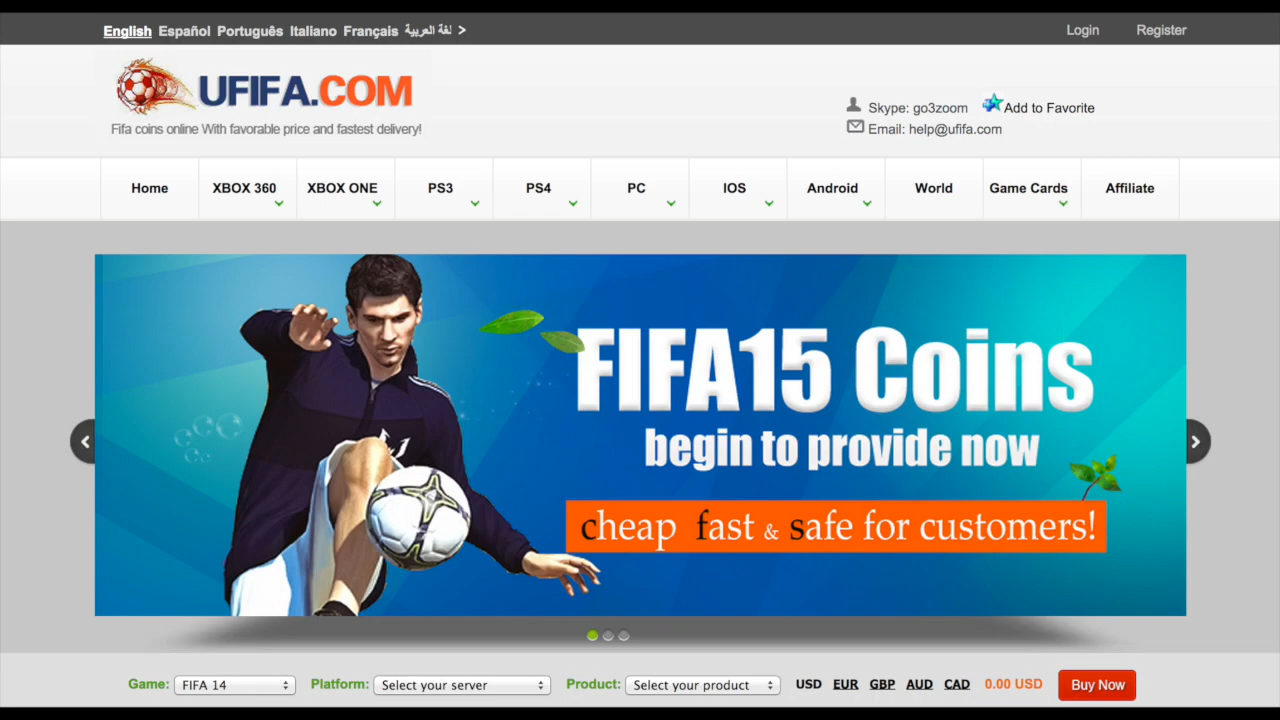 English Español Português Italiano Français لغة العربية >
Login Register
UFIFA.COM
Fifa coins online With favorable price and fastest delivery!
Skype: go3zoom Add to Favorite
Email: help@ufifa.com
Home XBOX 360 XBOX ONE PS3 PS4 PC IOS Android World Game Cards Affiliate
FIFA15 Coins
begin to provide now
cheap fast & safe for customers!
Game: FIFA 14 Platform: Select your server Product: Select your product USD EUR GBP AUD CAD 0.00 USD Buy Now